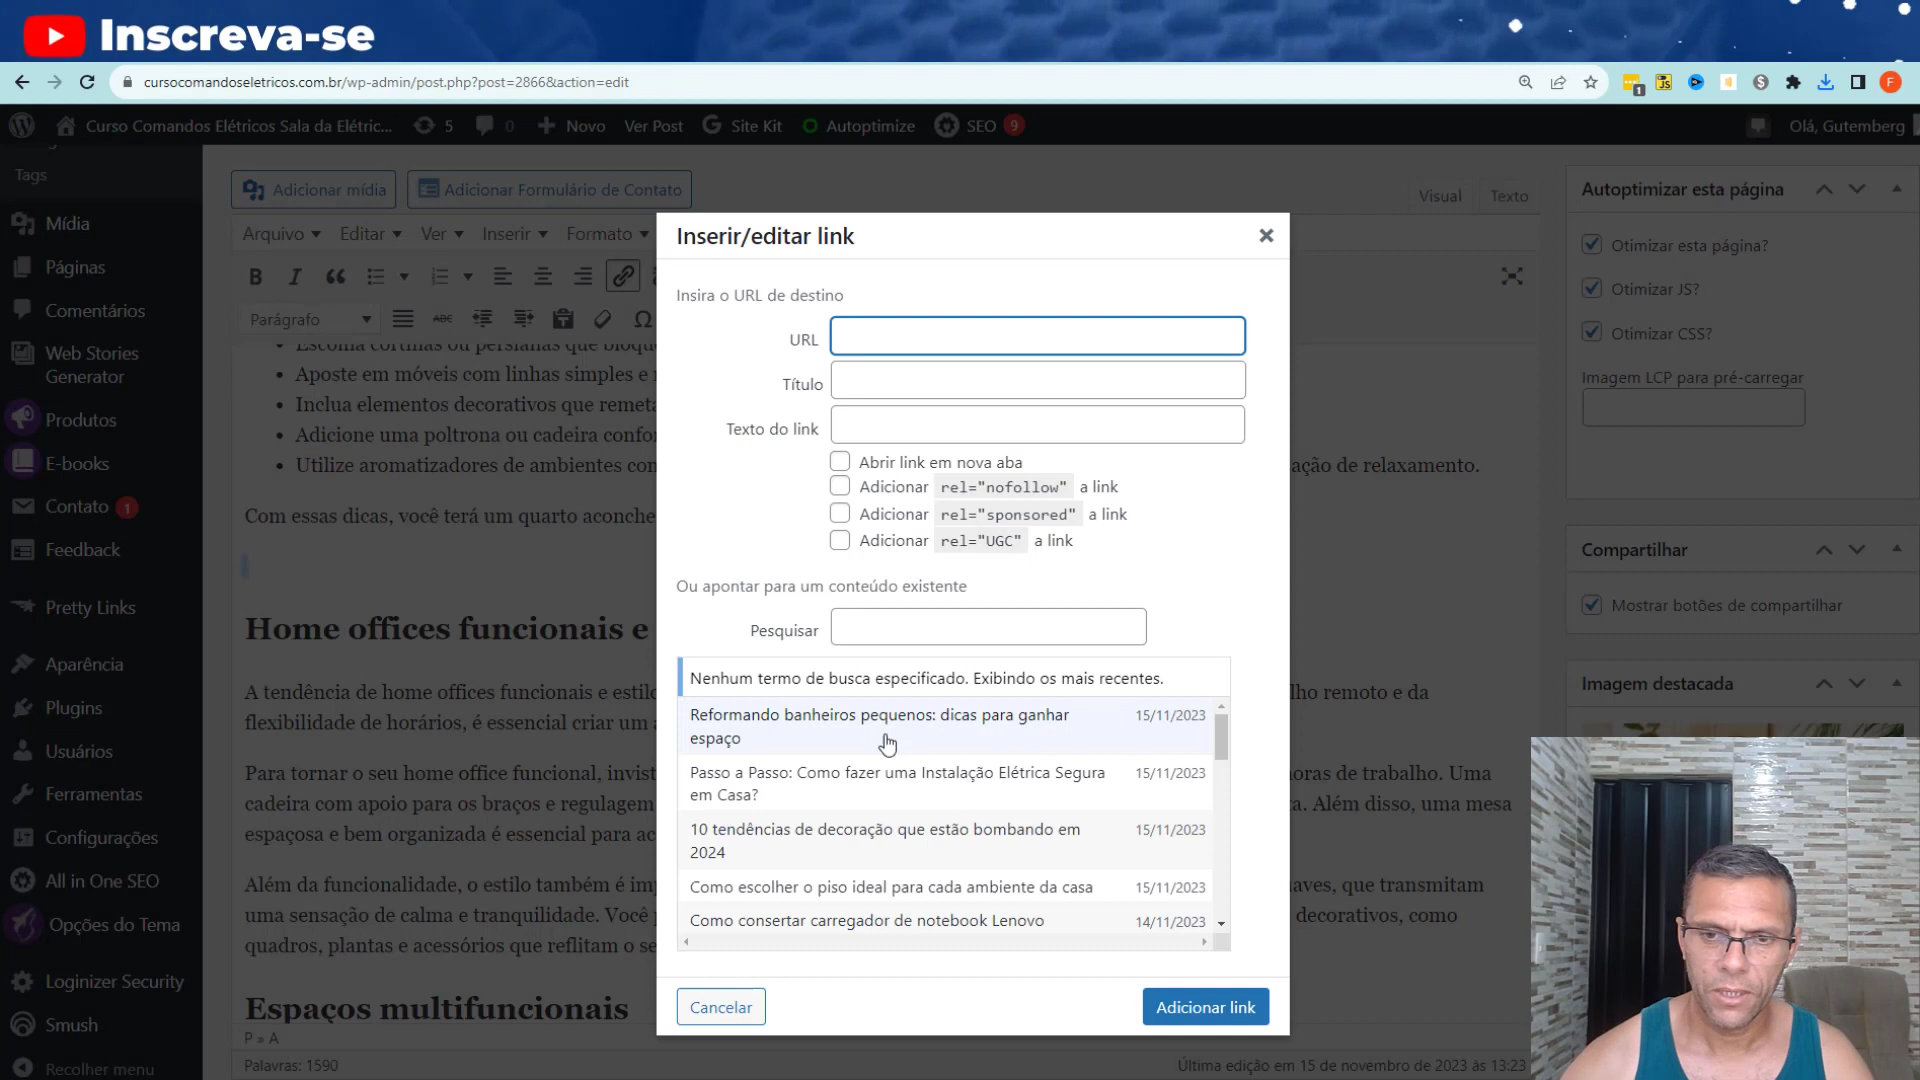 Inscreva-se
cursocomandoseletricos.com.br/wp-admin/post.php?post=2866&action=edit
1
JS
F
Curso Comandos Elétricos Sala da Elétric...
5
0
Novo
Ver Post
Site Kit
Autoptimize
SEO 9
Olá, Gutemberg
Tags
Mídia
Páginas
Comentários
Web Stories
Generator
Produtos
E-books
Contato 1
Feedback
Pretty Links
Aparência
Plugins
Usuários
Ferramentas
Configurações
All in One SEO
Opções do Tema
Loginizer Security
Smush
Recolher menu
Adicionar mídia
Adicionar Formulário de Contato
Visual
Texto
Arquivo
Editar
Ver
Inserir
Formato
Parágrafo
ABC
Escolha cortinas ou persianas que bloqu
Aposte em móveis com linhas simples e
Inclua elementos decorativos que remeta
Adicione uma poltrona ou cadeira confor
Utilize aromatizadores de ambientes con
ação de relaxamento.
Com essas dicas, você terá um quarto aconche
Home offices funcionais e
A tendência de home offices funcionais e estilo
lho remoto e da
flexibilidade de horários, é essencial criar um a
Para tornar o seu home office funcional, invist
horas de trabalho. Uma
cadeira com apoio para os braços e regulagem
a. Além disso, uma mesa
espaçosa e bem organizada é essencial para ac
Além da funcionalidade, o estilo também é im
aves, que transmitam
uma sensação de calma e tranquilidade. Você
decorativos, como
quadros, plantas e acessórios que reflitam o se
Espaços multifuncionais
P » A
Palavras: 1590
Última edição em 15 de novembro de 2023 às 13:23
Inserir/editar link
Insira o URL de destino
URL
Título
Texto do link
Abrir link em nova aba
Adicionar rel="nofollow" a link
Adicionar rel="sponsored" a link
Adicionar rel="UGC" a link
Ou apontar para um conteúdo existente
Pesquisar
Nenhum termo de busca especificado. Exibindo os mais recentes.
Reformando banheiros pequenos: dicas para ganhar
espaço
15/11/2023
Passo a Passo: Como fazer uma Instalação Elétrica Segura
em Casa?
15/11/2023
10 tendências de decoração que estão bombando em
2024
15/11/2023
Como escolher o piso ideal para cada ambiente da casa
15/11/2023
Como consertar carregador de notebook Lenovo
14/11/2023
Cancelar
Adicionar link
Autoptimizar esta página
Otimizar esta página?
Otimizar JS?
Otimizar CSS?
Imagem LCP para pré-carregar
Compartilhar
Mostrar botões de compartilhar
Imagem destacada